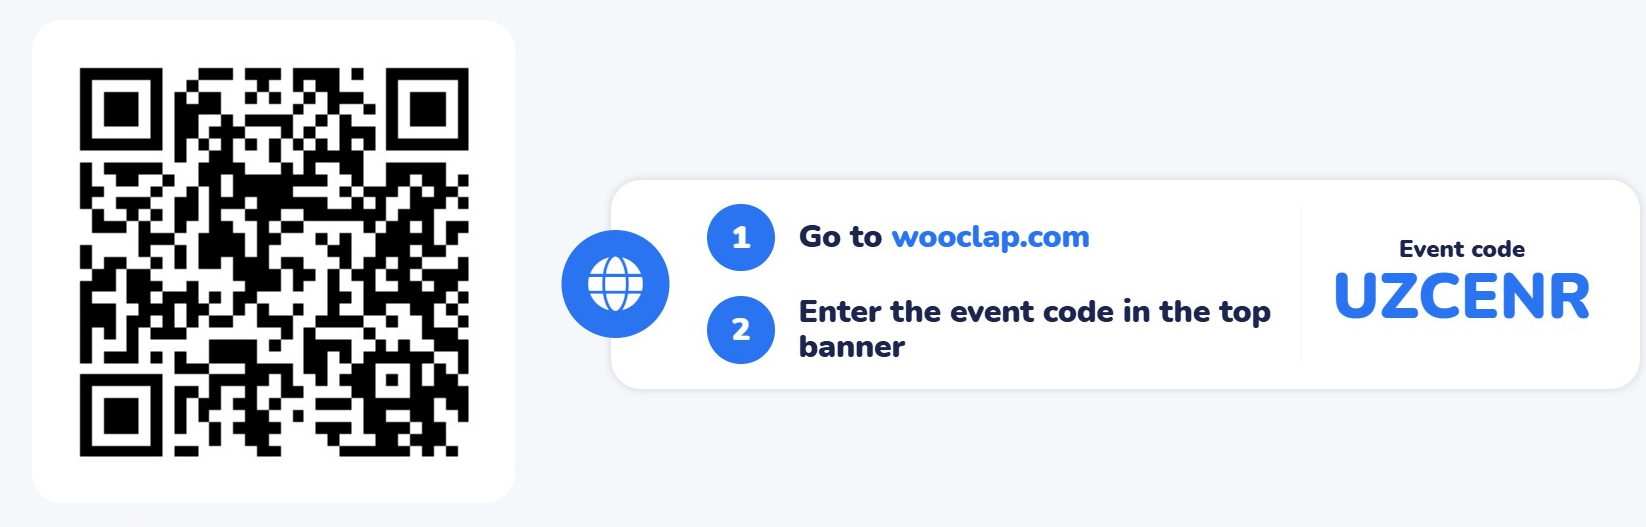 1
Go to wooclap.com
2
Enter the event code in the top
banner
Event code
UZCENR